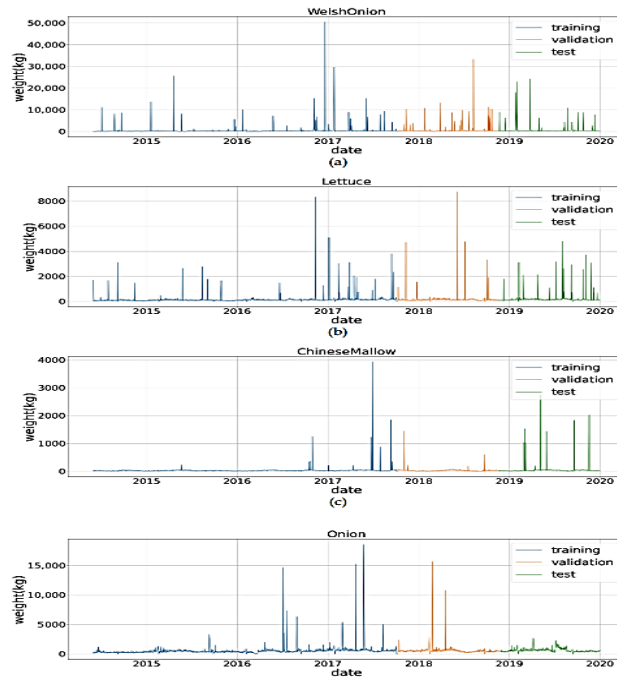 WelshOnion
50,000
40,000
30,000
20,000
10,000
0
weight(kg)
training
validation
test
2015 2016 2017 2018 2019 2020
date
(a)
Lettuce
8000
6000
4000
2000
0
weight(kg)
training
validation
test
2015 2016 2017 2018 2019 2020
date
(b)
ChineseMallow
4000
3000
2000
1000
0
weight(kg)
training
validation
test
2015 2016 2017 2018 2019 2020
date
(c)
Onion
15,000
10,000
5000
0
weight(kg)
training
validation
test
2015 2016 2017 2018 2019 2020
date